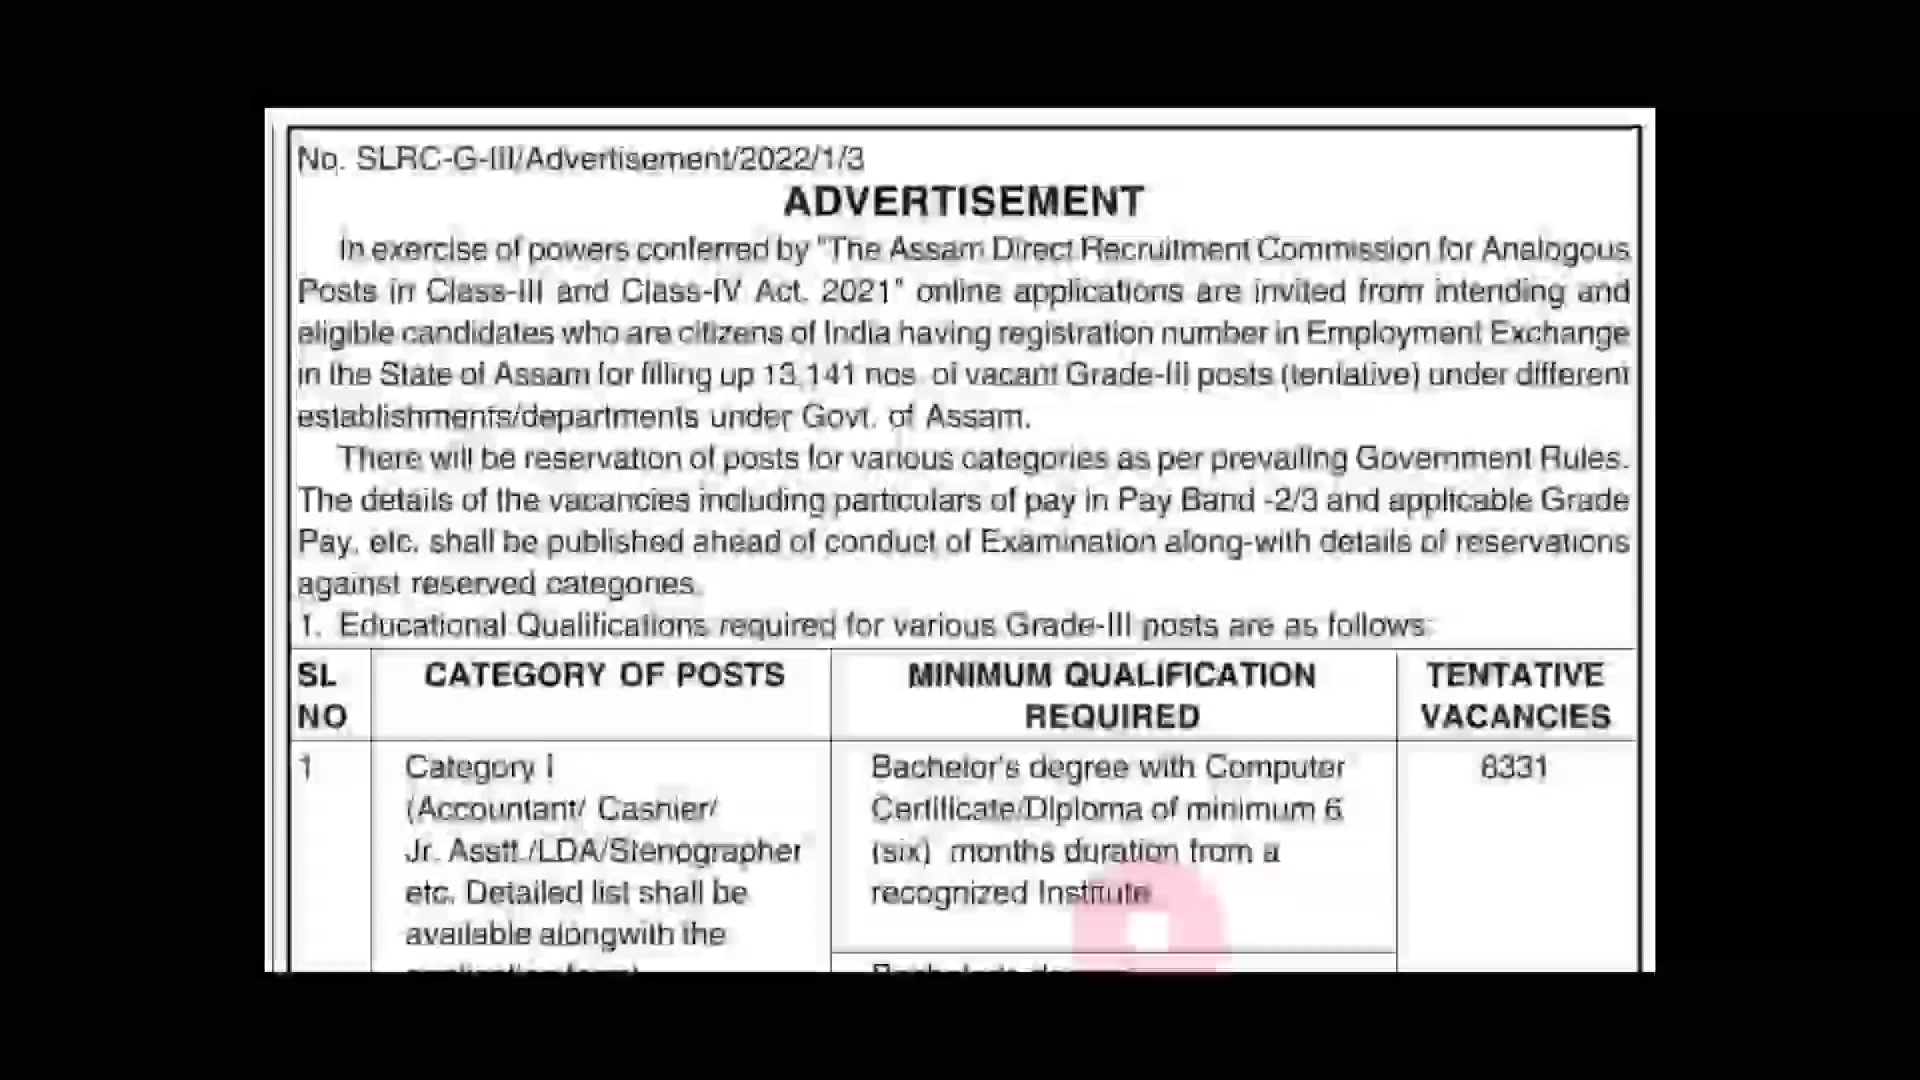 No. SLRC-G-III/Advertisement/2022/1/3
ADVERTISEMENT
In exercise of powers conferred by "The Assam Direct Recruitment Commission for Analogous
Posts in Class-III and Class-IV Act. 2021" online applications are invited from intending and
eligible candidates who are citizens of India having registration number in Employment Exchange
in the State of Assam for filling up 13,141 nos. of vacant Grade-III posts (tentative) under different
establishments/departments under Govt. of Assam.
There will be reservation of posts for various categories as per prevailing Government Rules.
The details of the vacancies including particulars of pay in Pay Band -2/3 and applicable Grade
Pay, etc. shall be published ahead of conduct of Examination along-with details of reservations
against reserved categories.
1. Educational Qualifications required for various Grade-III posts are as follows:
SL NO
CATEGORY OF POSTS
MINIMUM QUALIFICATION
REQUIRED
TENTATIVE
VACANCIES
1
Category I
(Accountant/ Cashier/
Jr. Asstt./LDA/Stenographer
etc. Detailed list shall be
available alongwith the
Bachelor's degree with Computer
Certificate/Diploma of minimum 6
(six) months duration from a
recognized Institute